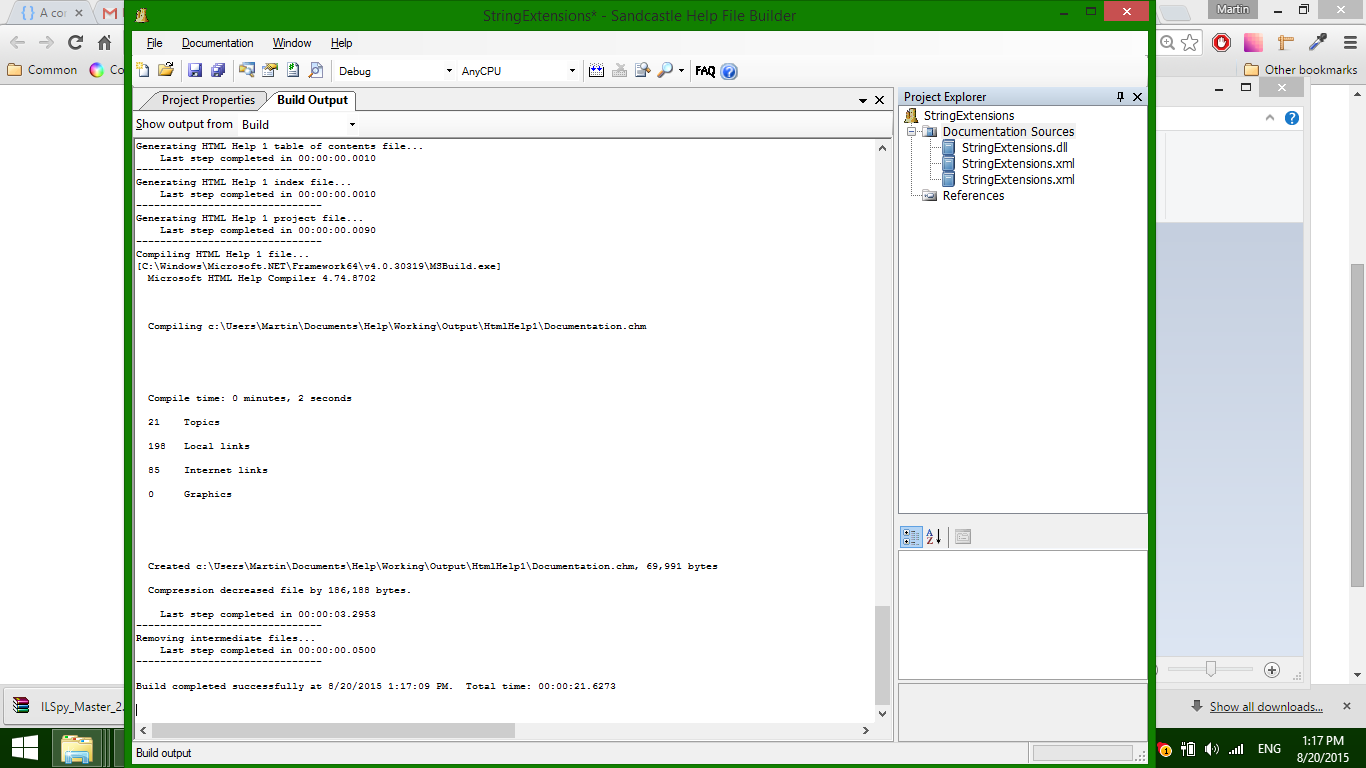 A cor
M
Martin
StringExtensions* - Sandcastle Help File Builder
File Documentation Window Help
Common
Co
Other bookmarks
Debug AnyCPU FAQ
Project Properties Build Output
Show output from Build
Generating HTML Help 1 table of contents file...
Last step completed in 00:00:00.0010
-------------------------------
Generating HTML Help 1 index file...
Last step completed in 00:00:00.0010
-------------------------------
Generating HTML Help 1 project file...
Last step completed in 00:00:00.0090
-------------------------------
Compiling HTML Help 1 file...
[C:\Windows\Microsoft.NET\Framework64\v4.0.30319\MSBuild.exe]
Microsoft HTML Help Compiler 4.74.8702
Compiling c:\Users\Martin\Documents\Help\Working\Output\HtmlHelp1\Documentation.chm
Compile time: 0 minutes, 2 seconds
21 Topics
198 Local links
85 Internet links
0 Graphics
Created c:\Users\Martin\Documents\Help\Working\Output\HtmlHelp1\Documentation.chm, 69,991 bytes
Compression decreased file by 186,188 bytes.
Last step completed in 00:00:03.2953
-------------------------------
Removing intermediate files...
Last step completed in 00:00:00.0500
-------------------------------
Build completed successfully at 8/20/2015 1:17:09 PM. Total time: 00:00:21.6273
Build output
Project Explorer
StringExtensions
Documentation Sources
StringExtensions.dll
StringExtensions.xml
StringExtensions.xml
References
A
Z
ILSpy_Master_2.
Show all downloads...
1
ENG
1:17 PM
8/20/2015